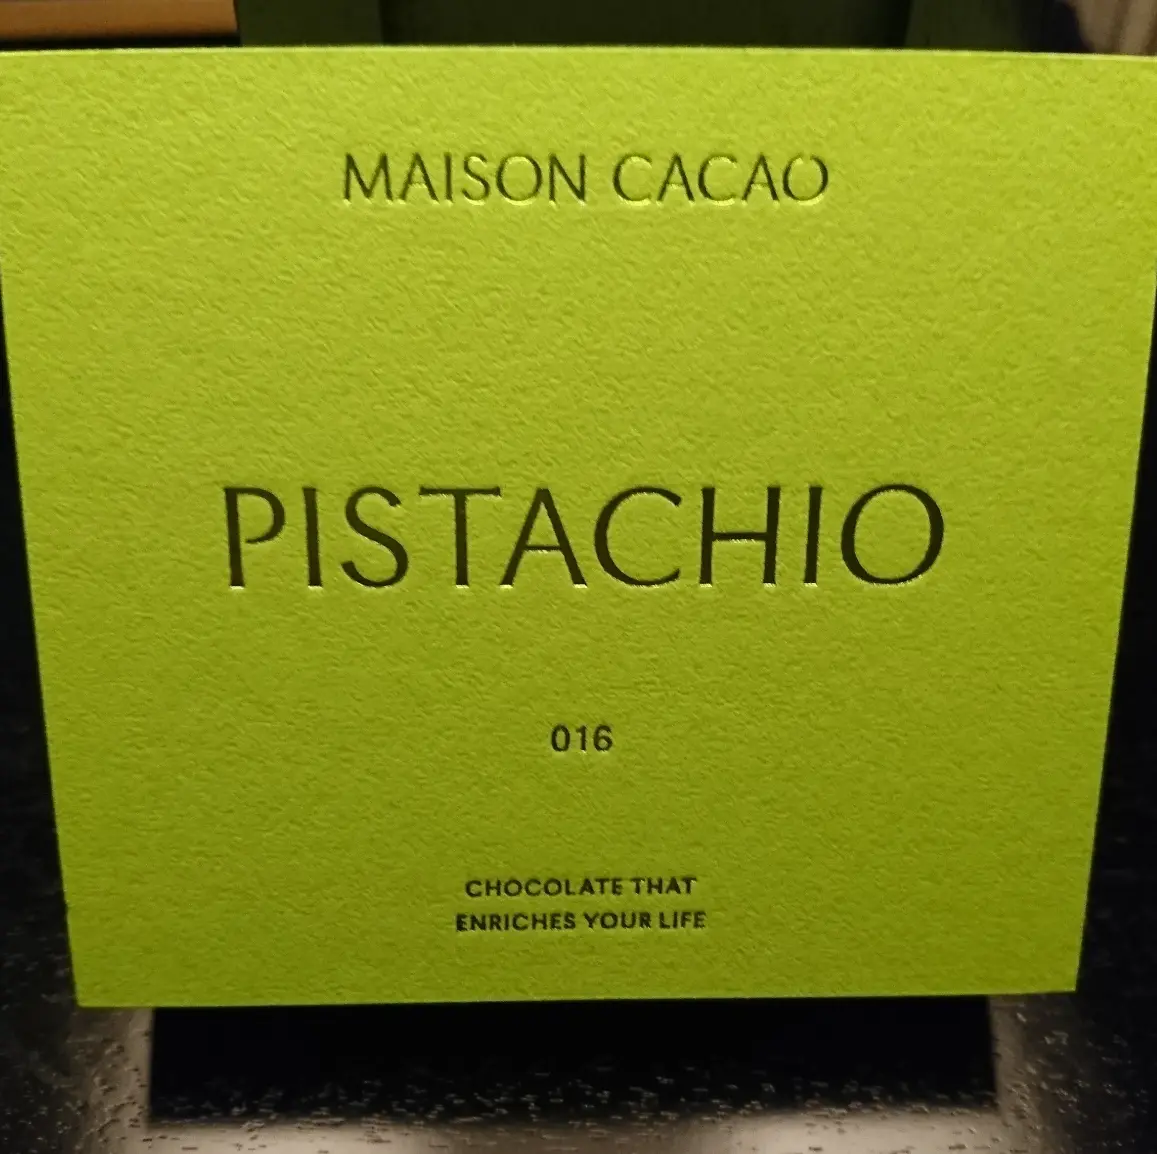 MAISON CACAO
PISTACHIO
016
CHOCOLATE THAT
ENRICHES YOUR LIFE